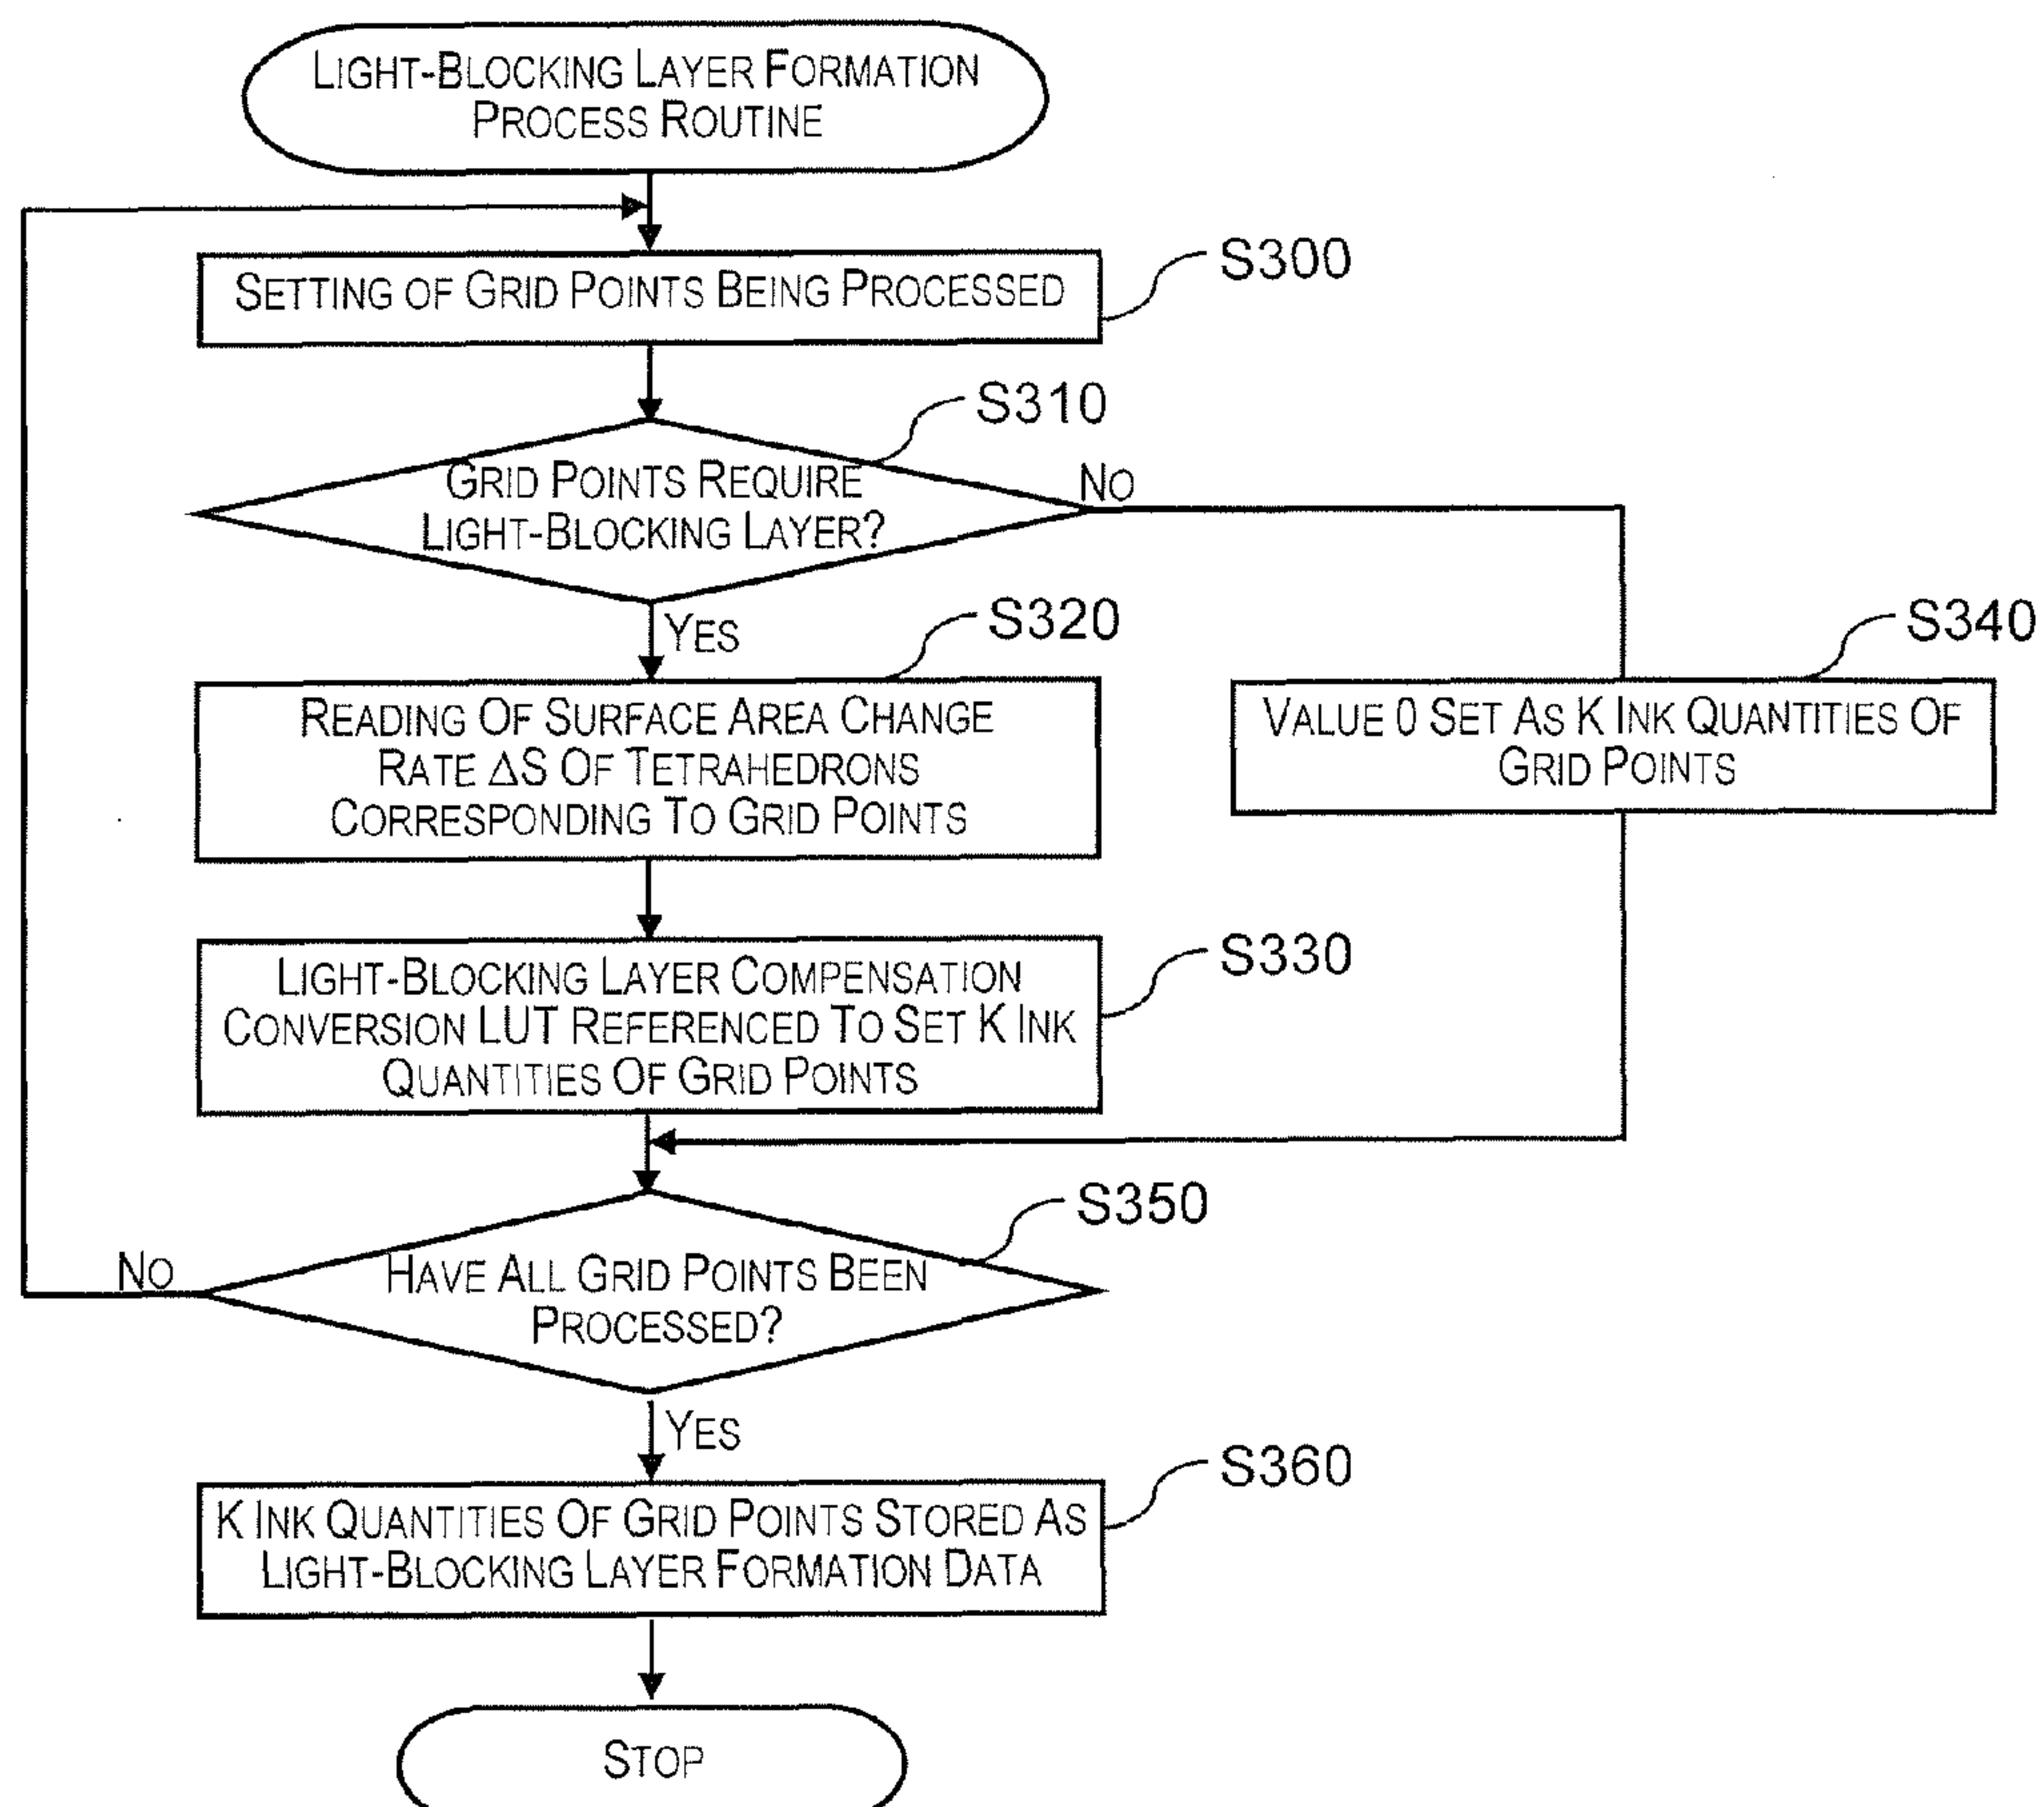 LIGHT-BLOCKING LAYER FORMATION
PROCESS ROUTINE
SETTING OF GRID POINTS BEING PROCESSED
S300
S310
GRID POINTS REQUIRE
LIGHT-BLOCKING LAYER?
NO
YES
S320
READING OF SURFACE AREA CHANGE
RATE ΔS OF TETRAHEDRONS
CORRESPONDING TO GRID POINTS
S340
VALUE 0 SET AS K INK QUANTITIES OF
GRID POINTS
S330
LIGHT-BLOCKING LAYER COMPENSATION
CONVERSION LUT REFERENCED TO SET K INK
QUANTITIES OF GRID POINTS
S350
HAVE ALL GRID POINTS BEEN
PROCESSED?
NO
YES
S360
K INK QUANTITIES OF GRID POINTS STORED AS
LIGHT-BLOCKING LAYER FORMATION DATA
STOP